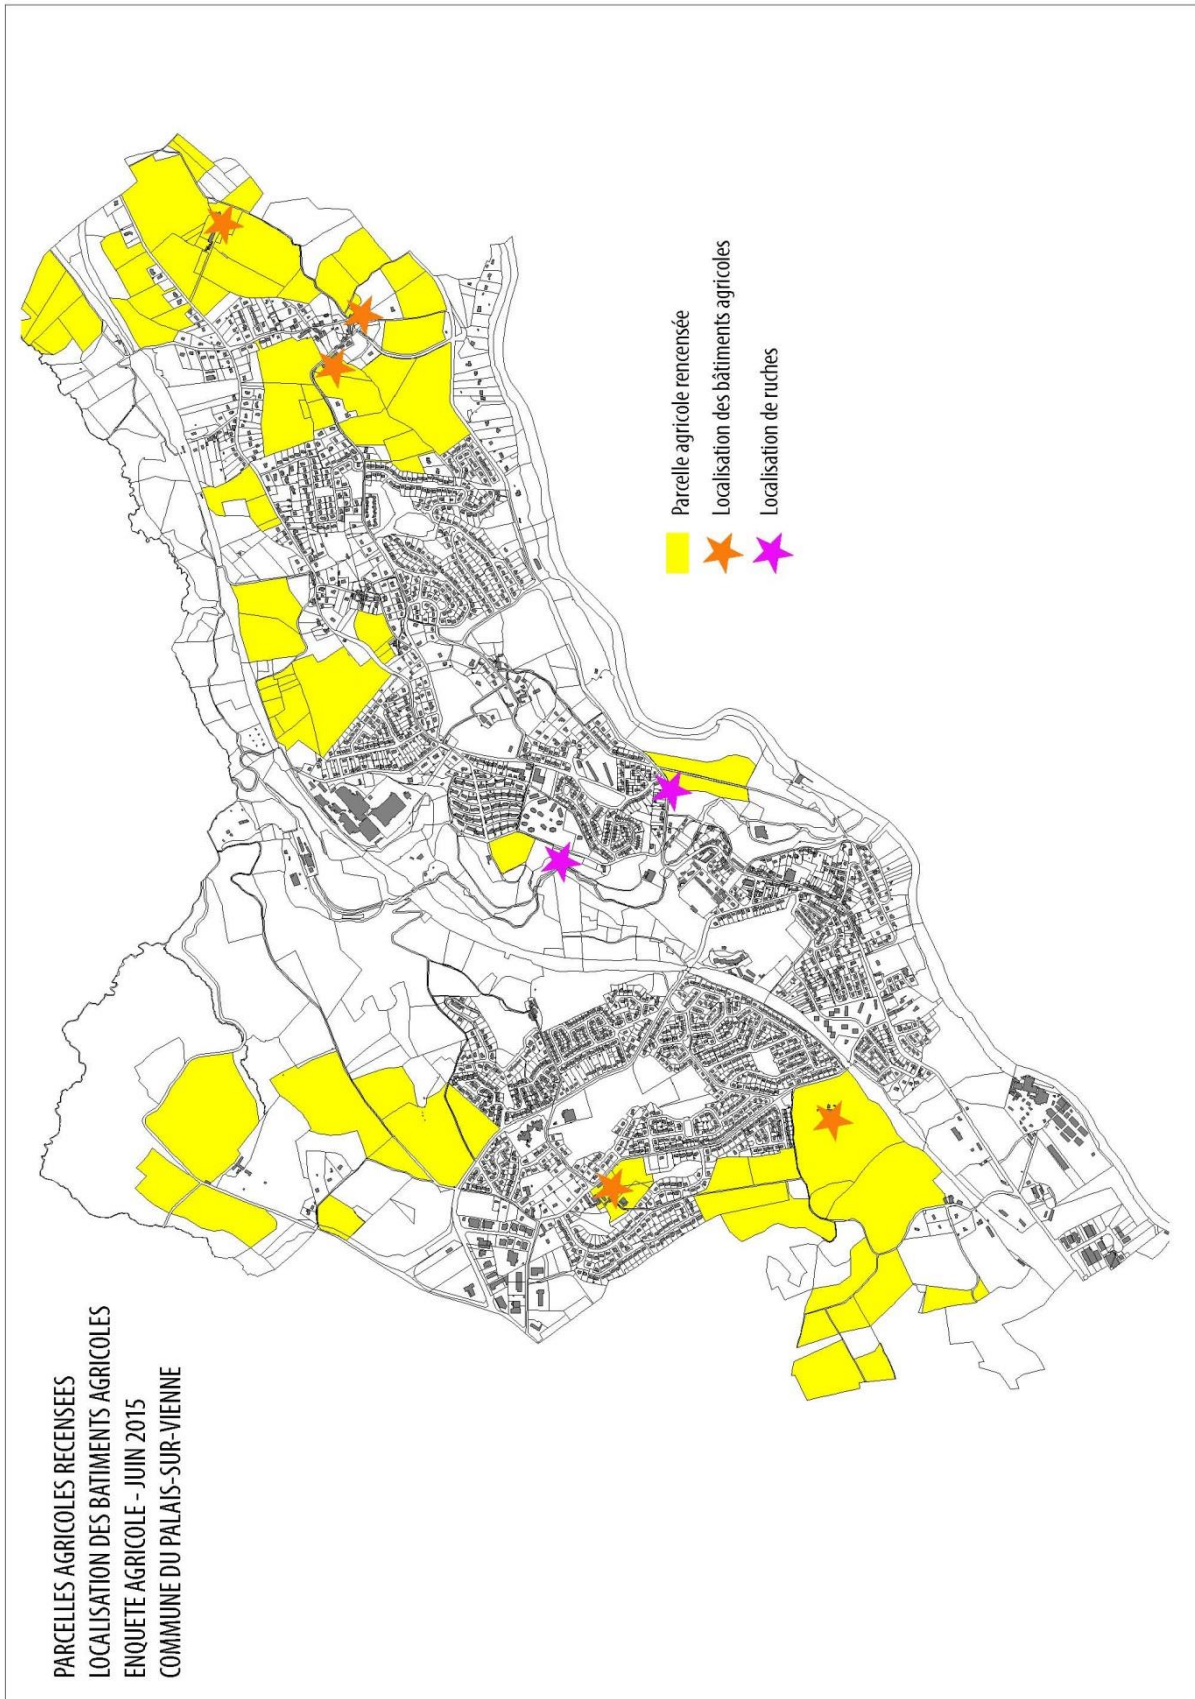 PARCELLES AGRICOLES RECENSEES
LOCALISATION DES BATIMENTS AGRICOLES
ENQUETE AGRICOLE - JUIN 2015
COMMUNE DU PALAIS-SUR-VIENNE
Parcelle agricole rencensée
Localisation des bâtiments agricoles
Localisation de ruches